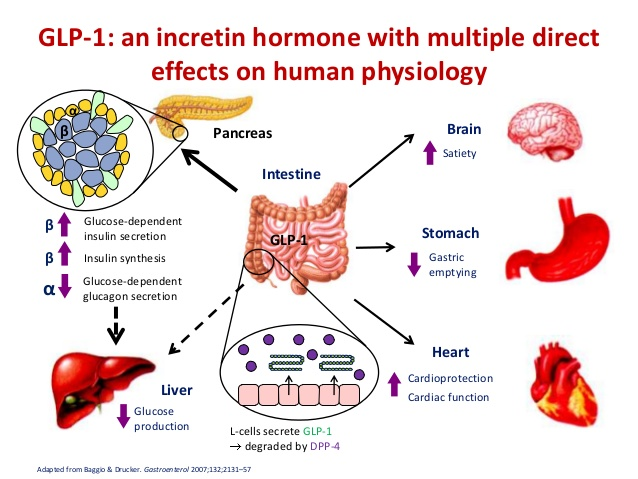 GLP-1: an incretin hormone with multiple direct
effects on human physiology
α
β
Pancreas
Intestine
GLP-1
Brain
Satiety
Stomach
Gastric
emptying
Heart
Cardioprotection
Cardiac function
β
Glucose-dependent
insulin secretion
β
Insulin synthesis
α
Glucose-dependent
glucagon secretion
Liver
Glucose
production
L-cells secrete GLP-1
→ degraded by DPP-4
Adapted from Baggio & Drucker. Gastroenterol 2007;132;2131–57